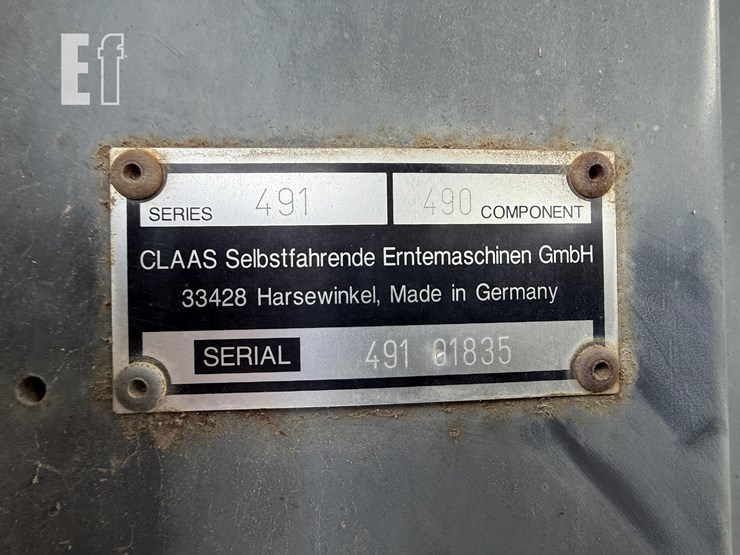 Ef
SERIES 491 490 COMPONENT
CLAAS Selbstfahrende Erntemaschinen GmbH
33428 Harsewinkel, Made in Germany
SERIAL 491 01835